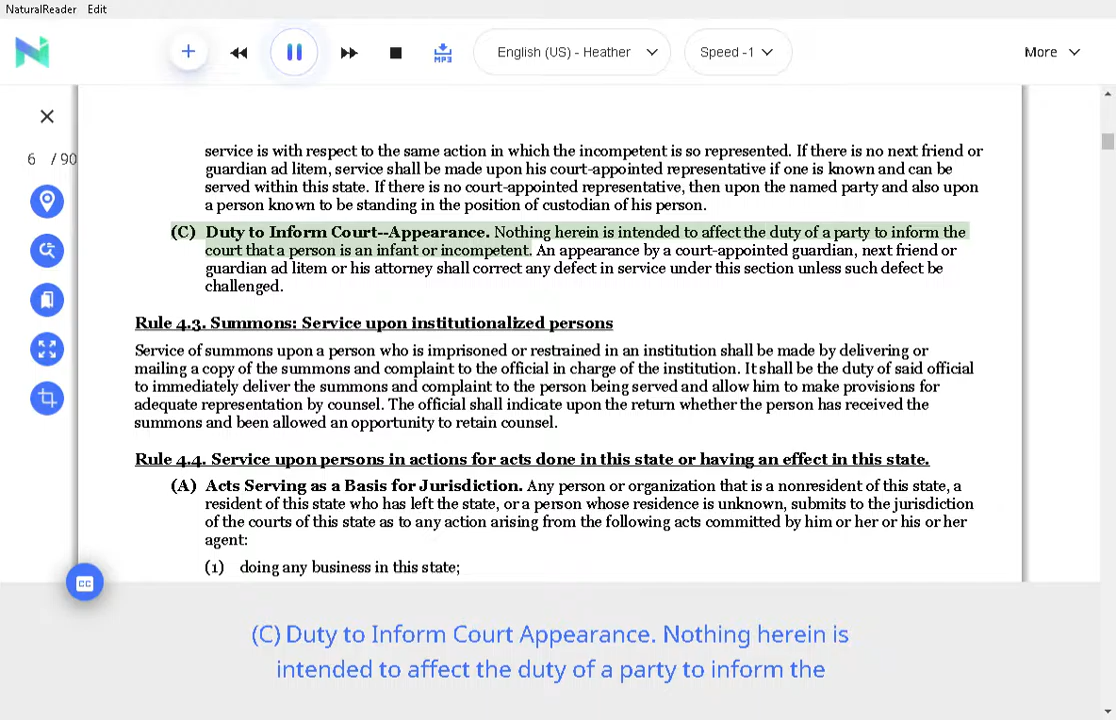 NaturalReader Edit
MP3
English (US) - Heather
Speed -1
More
6 / 90
service is with respect to the same action in which the incompetent is so represented. If there is no next friend or
guardian ad litem, service shall be made upon his court-appointed representative if one is known and can be
served within this state. If there is no court-appointed representative, then upon the named party and also upon
a person known to be standing in the position of custodian of his person.
(C) Duty to Inform Court--Appearance. Nothing herein is intended to affect the duty of a party to inform the
court that a person is an infant or incompetent. An appearance by a court-appointed guardian, next friend or
guardian ad litem or his attorney shall correct any defect in service under this section unless such defect be
challenged.
Rule 4.3. Summons: Service upon institutionalized persons
Service of summons upon a person who is imprisoned or restrained in an institution shall be made by delivering or
mailing a copy of the summons and complaint to the official in charge of the institution. It shall be the duty of said official
to immediately deliver the summons and complaint to the person being served and allow him to make provisions for
adequate representation by counsel. The official shall indicate upon the return whether the person has received the
summons and been allowed an opportunity to retain counsel.
Rule 4.4. Service upon persons in actions for acts done in this state or having an effect in this state.
(A) Acts Serving as a Basis for Jurisdiction. Any person or organization that is a nonresident of this state, a
resident of this state who has left the state, or a person whose residence is unknown, submits to the jurisdiction
of the courts of this state as to any action arising from the following acts committed by him or her or his or her
agent:
(1) doing any business in this state;
CC
(C) Duty to Inform Court Appearance. Nothing herein is
intended to affect the duty of a party to inform the